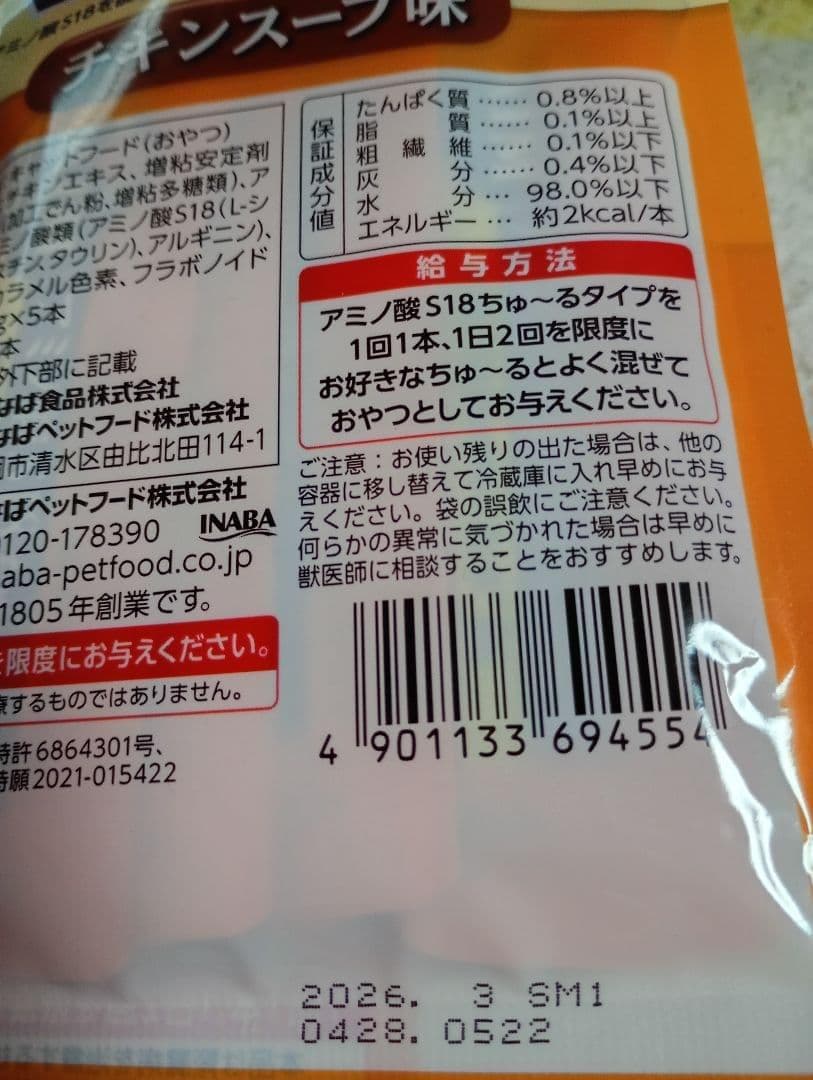 アミノ酸S18を
チキンスープ味
キャットフード(おやつ)
チキンエキス、増粘安定剤
加工でん粉、増粘多糖類)、ア
ミノ酸類(アミノ酸S18(L-シ
スチン、タウリン)、アルギニン)、
カラメル色素、フラボノイド
g×5本
本
外下部に記載
なば食品株式会社
なばペットフード株式会社
岡市清水区由比北田114-1
ばペットフード株式会社
0120-178390
INABA
aba-petfood.co.jp
1805年創業です。
を限度にお与えください。
療するものではありません。
特許6864301号、
特願2021-015422
保証成分値
たんぱく質……0.8%以上
脂質……0.1%以上
粗繊維……0.1%以下
灰分……0.4%以下
水分…98.0%以下
エネルギー…約2kcal/本
給与方法
アミノ酸S18ちゅ~るタイプを
1回1本、1日2回を限度に
お好きなちゅ~るとよく混ぜて
おやつとしてお与えください。
ご注意:お使い残りの出た場合は、他の
容器に移し替えて冷蔵庫に入れ早めにお与
えください。袋の誤飲にご注意ください。
何らかの異常に気づかれた場合は早めに
獣医師に相談することをおすすめします。
4 901133 694554
2026. 3 SM1
0428. 0522